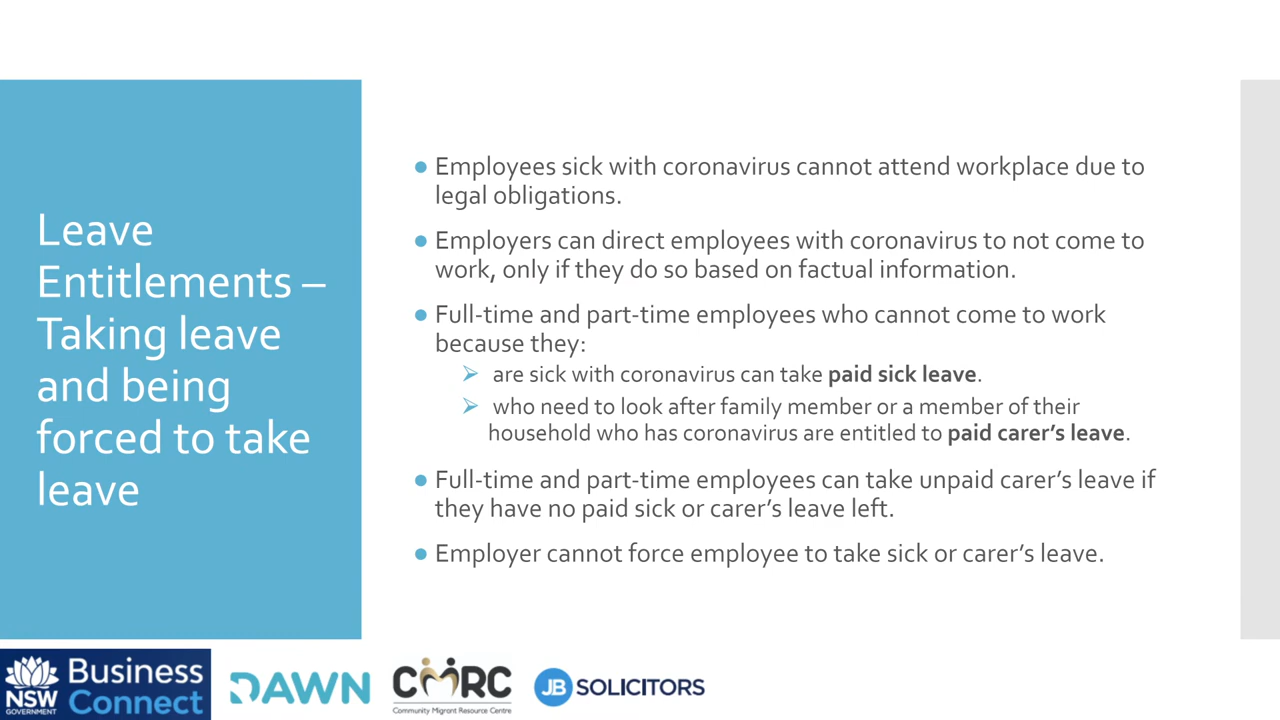 Leave
Entitlements –
Taking leave
and being
forced to take
leave
● Employees sick with coronavirus cannot attend workplace due to
legal obligations.
● Employers can direct employees with coronavirus to not come to
work, only if they do so based on factual information.
● Full-time and part-time employees who cannot come to work
because they:
➢ are sick with coronavirus can take paid sick leave.
➢ who need to look after family member or a member of their
household who has coronavirus are entitled to paid carer’s leave.
● Full-time and part-time employees can take unpaid carer’s leave if
they have no paid sick or carer’s leave left.
● Employer cannot force employee to take sick or carer’s leave.
NSW
GOVERNMENT
Business
Connect
DAWN
CMRC
Community Migrant Resource Centre
JB SOLICITORS